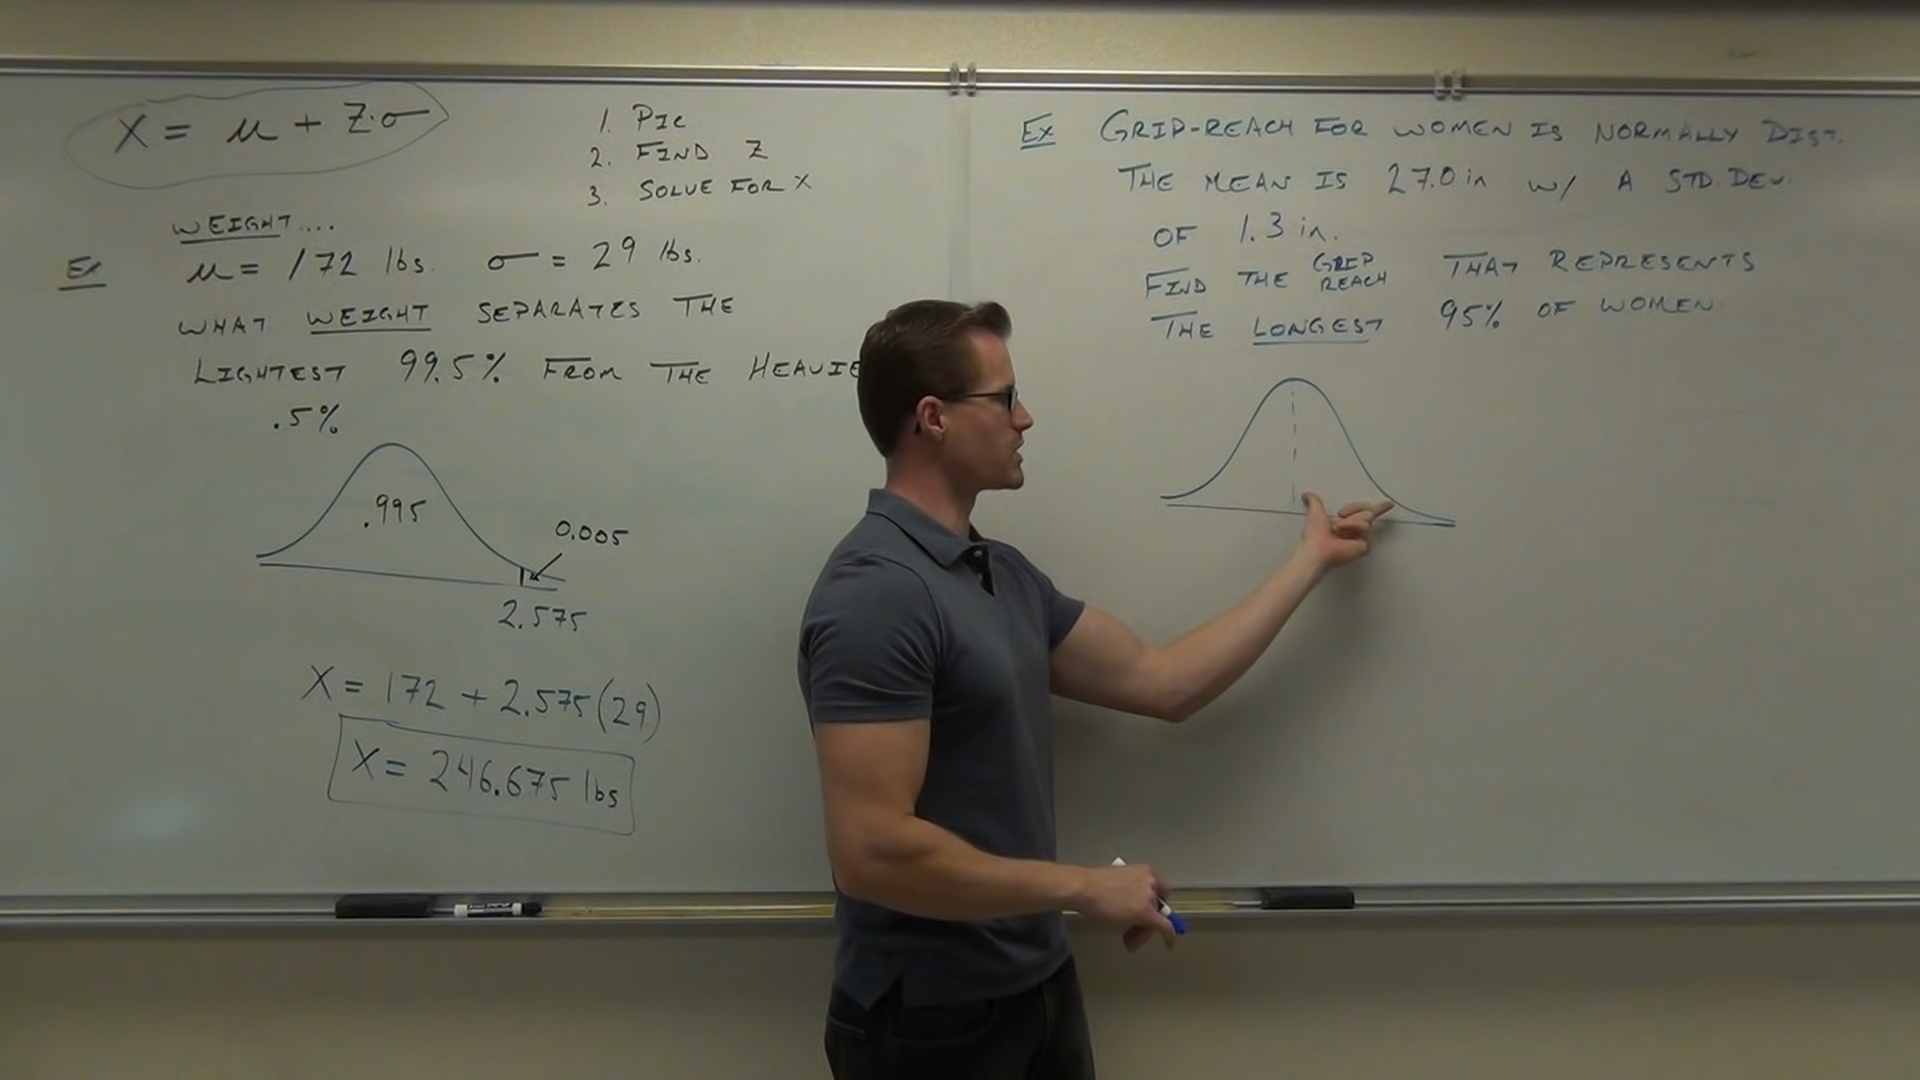 X = μ + Z·σ
1. PIC
2. FIND Z
3. SOLVE FOR X
WEIGHT....
Ex μ = 172 lbs. σ = 29 lbs.
WHAT WEIGHT SEPARATES THE
LIGHTEST 99.5% FROM THE
.5%
.995
0.005
2.575
X = 172 + 2.575(29)
X = 246.675 lbs
Ex GRIP-REACH FOR WOMEN IS NORMALLY DIST.
THE MEAN IS 27.0 in w/ A STD. DEV.
OF 1.3 in.
FIND THE GRIP REACH THAT REPRESENTS
THE LONGEST 95% OF WOMEN